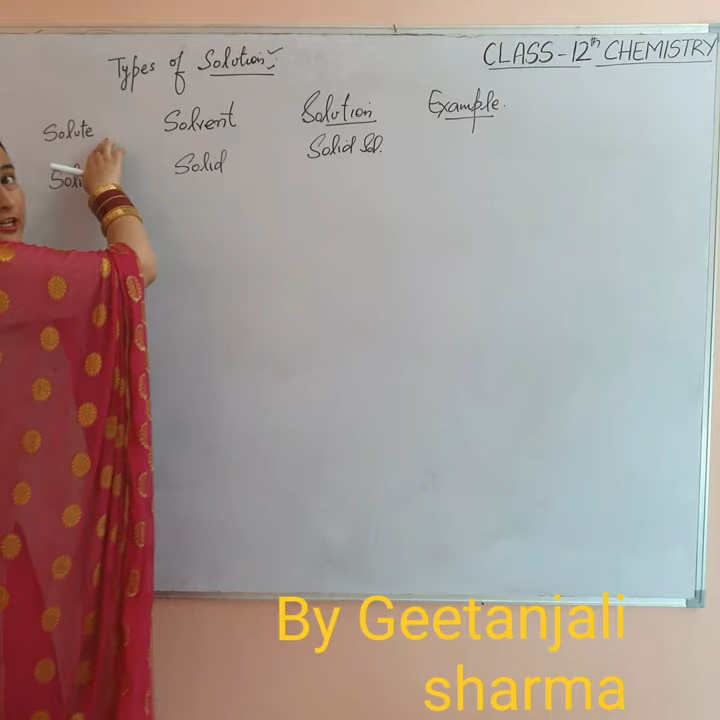 CLASS-12th CHEMISTRY
Types of Solution
Solute Solvent Solution Example.
Solid Solid Sol.
By Geetanjali
sharma